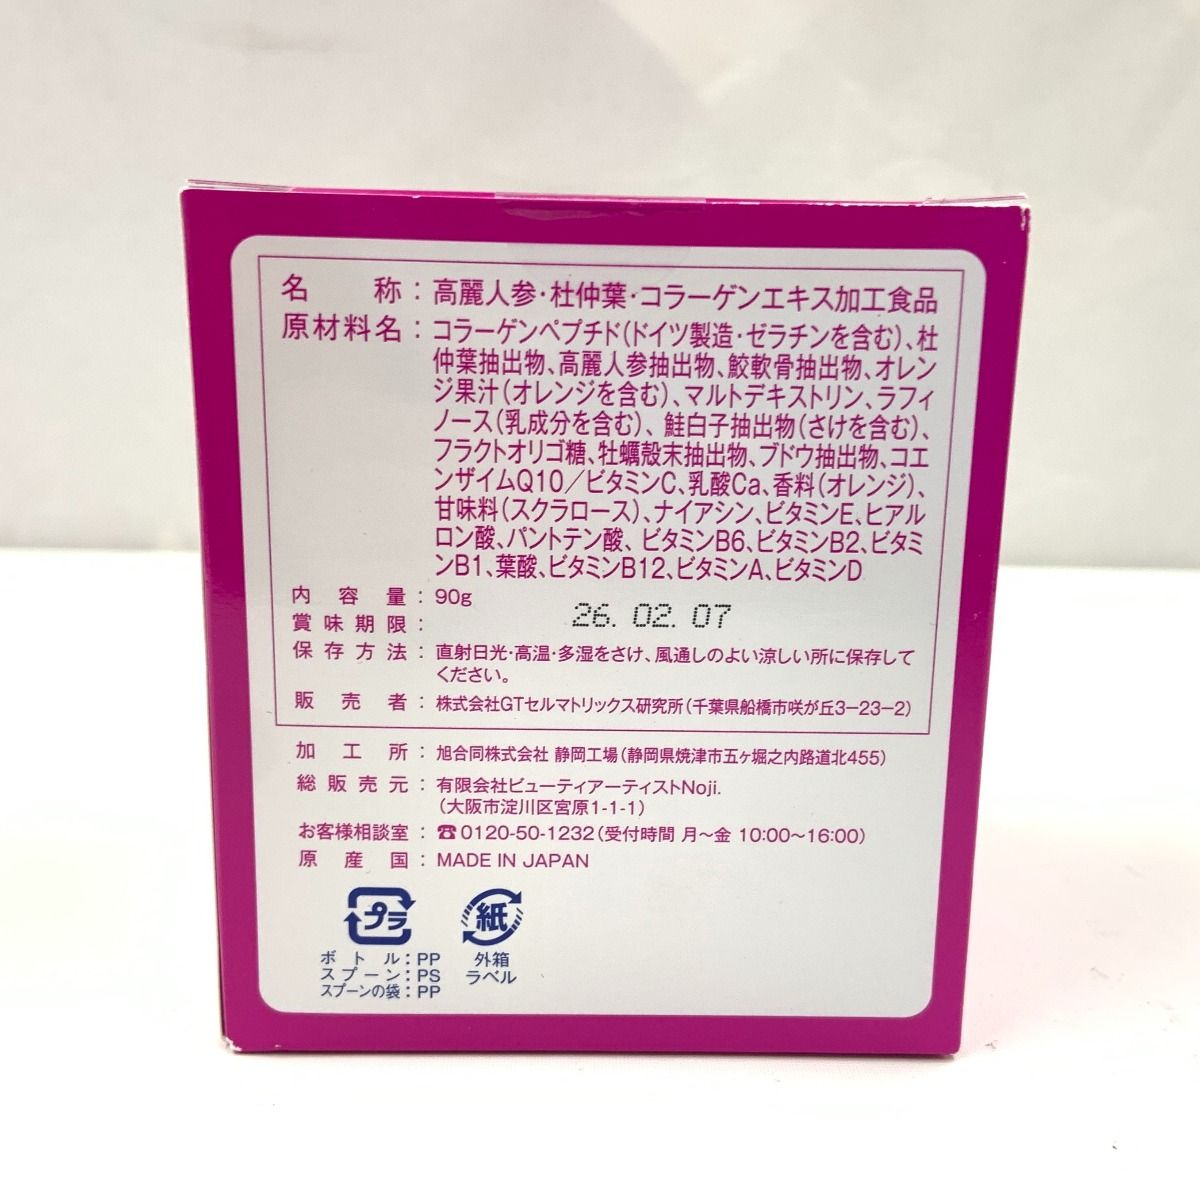 名称:高麗人参・杜仲葉・コラーゲンエキス加工食品
原材料名:コラーゲンペプチド(ドイツ製造・ゼラチンを含む)、杜
仲葉抽出物、高麗人参抽出物、鮫軟骨抽出物、オレン
ジ果汁(オレンジを含む)、マルトデキストリン、ラフィ
ノース(乳成分を含む)、鮭白子抽出物(さけを含む)、
フラクトオリゴ糖、牡蠣殻末抽出物、ブドウ抽出物、コエ
ンザイムQ10／ビタミンC、乳酸Ca、香料(オレンジ)、
甘味料(スクラロース)、ナイアシン、ビタミンE、ヒアル
ロン酸、パントテン酸、ビタミンB6、ビタミンB2、ビタミ
ンB1、葉酸、ビタミンB12、ビタミンA、ビタミンD
内容量:90g
賞味期限:26.02.07
保存方法:直射日光・高温・多湿をさけ、風通しのよい涼しい所に保存して
ください。
販売者:株式会社GTセルマトリックス研究所(千葉県船橋市咲が丘3-23-2)
加工所:旭合同株式会社 静岡工場(静岡県焼津市五ヶ堀之内路道北455)
総販売元:有限会社ビューティアーティストNoji.
(大阪市淀川区宮原1-1-1)
お客様相談室:☎0120-50-1232(受付時間 月～金 10:00～16:00)
原産国:MADE IN JAPAN
プラ 紙
ボトル:PP 外箱
スプーン:PS ラベル
スプーンの袋:PP